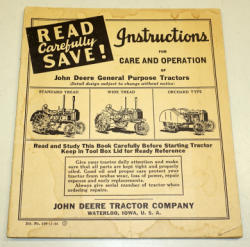 READ
Carefully
SAVE!
Instructions
FOR
CARE AND OPERATION
OF
John Deere General Purpose Tractors
(Detail design subject to change without notice)
STANDARD TREAD WIDE TREAD ORCHARD TYPE
Read and Study This Book Carefully Before Starting Tractor
Keep in Tool Box Lid for Ready Reference
Give your tractor daily attention and make
sure that all parts are kept tight and properly
oiled. Good oil and proper care protect your
tractor from undue wear, loss of power, repair
expense and early replacements.
Always give serial number of tractor when
ordering repairs.
JOHN DEERE TRACTOR COMPANY
WATERLOO, IOWA, U. S. A.